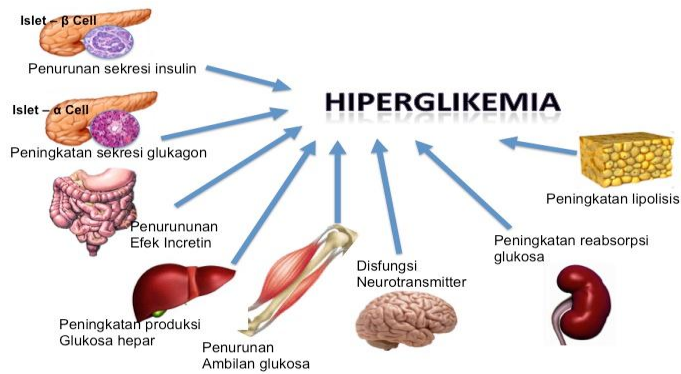 Islet – β Cell
Penurunan sekresi insulin
HIPERGLIKEMIA
Islet – α Cell
Peningkatan sekresi glukagon
Penurununan
Efek Incretin
Peningkatan produksi
Glukosa hepar
Penurunan
Ambilan glukosa
Disfungsi
Neurotransmitter
Peningkatan reabsorpsi
glukosa
Peningkatan lipolisis